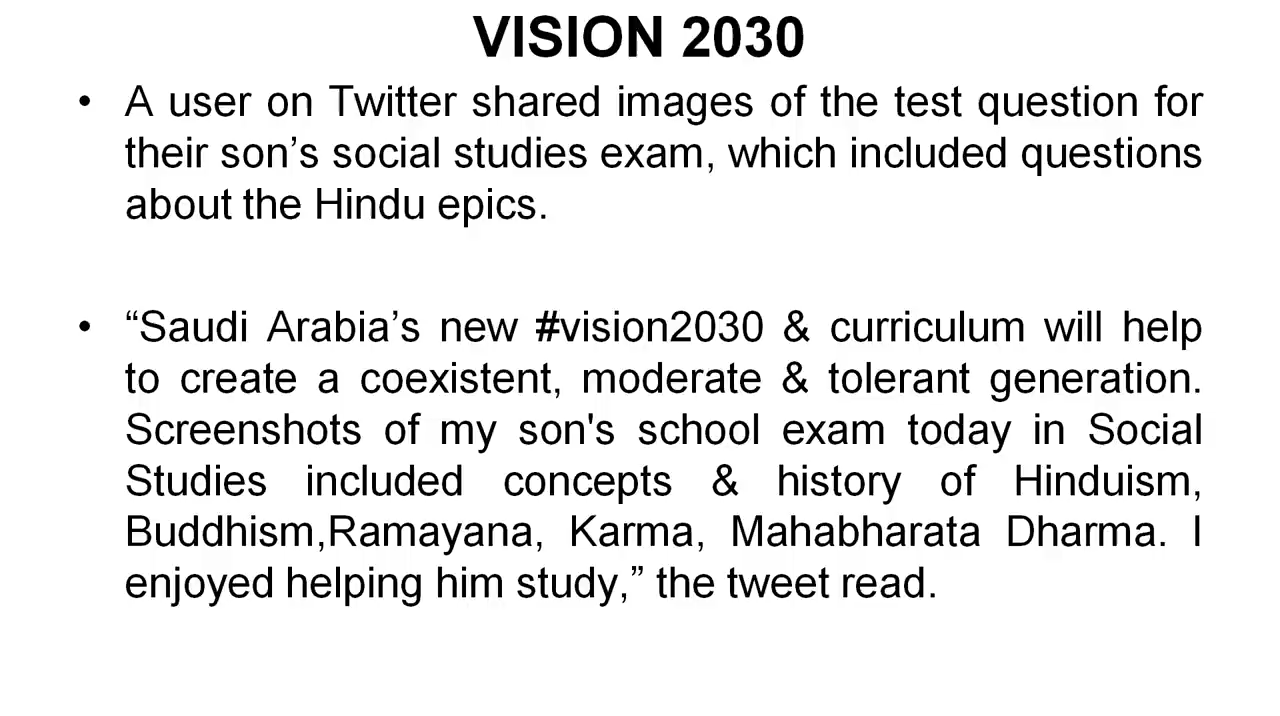 VISION 2030
• A user on Twitter shared images of the test question for
their son’s social studies exam, which included questions
about the Hindu epics.
• “Saudi Arabia’s new #vision2030 & curriculum will help
to create a coexistent, moderate & tolerant generation.
Screenshots of my son's school exam today in Social
Studies included concepts & history of Hinduism,
Buddhism,Ramayana, Karma, Mahabharata Dharma. I
enjoyed helping him study,” the tweet read.